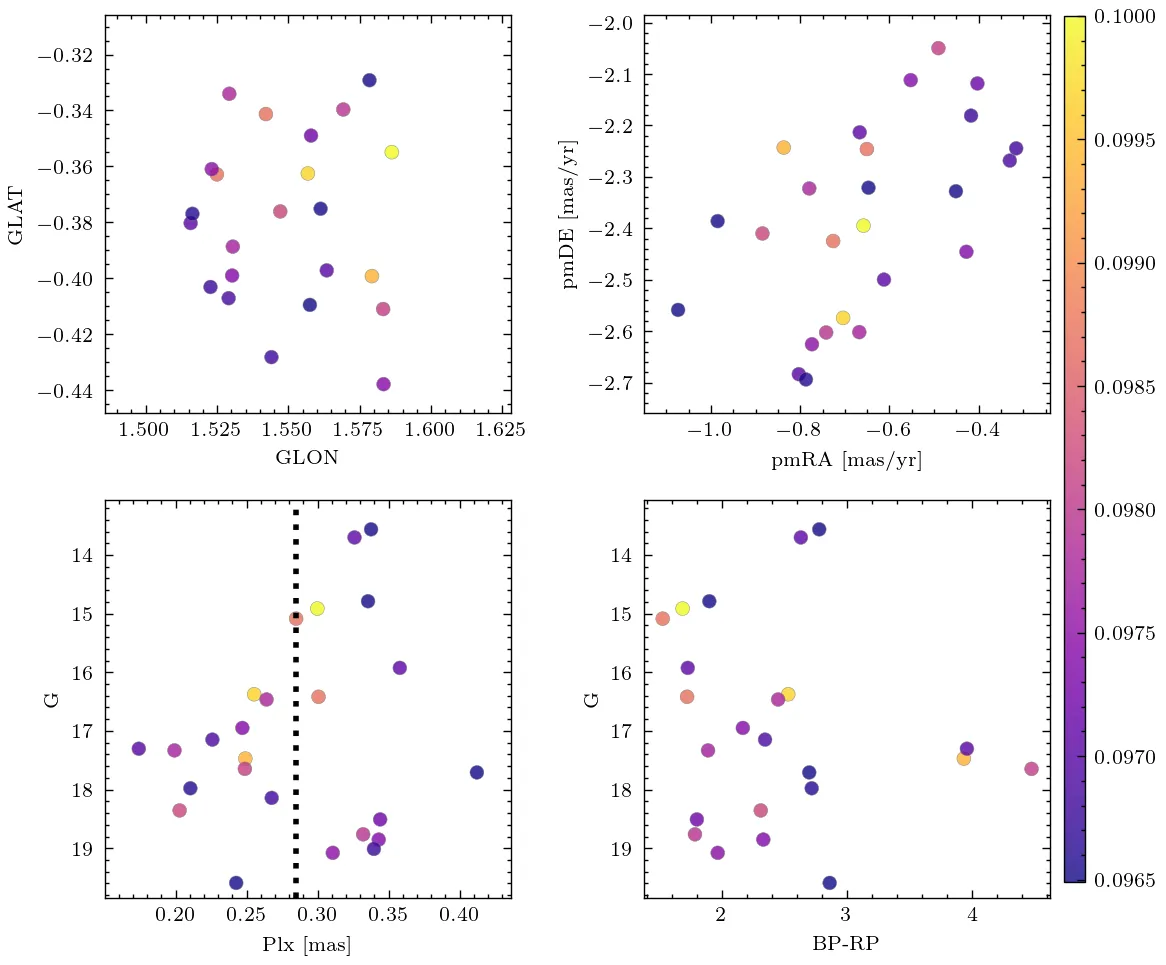 −0.32
−0.34
−0.36
−0.38
−0.40
−0.42
−0.44
GLAT
1.500 1.525 1.550 1.575 1.600 1.625
GLON
−2.0
−2.1
−2.2
−2.3
−2.4
−2.5
−2.6
−2.7
pmDE [mas/yr]
−1.0 −0.8 −0.6 −0.4
pmRA [mas/yr]
14
15
16
17
18
19
G
0.20 0.25 0.30 0.35 0.40
Plx [mas]
14
15
16
17
18
19
G
2 3 4
BP-RP
0.1000
0.0995
0.0990
0.0985
0.0980
0.0975
0.0970
0.0965